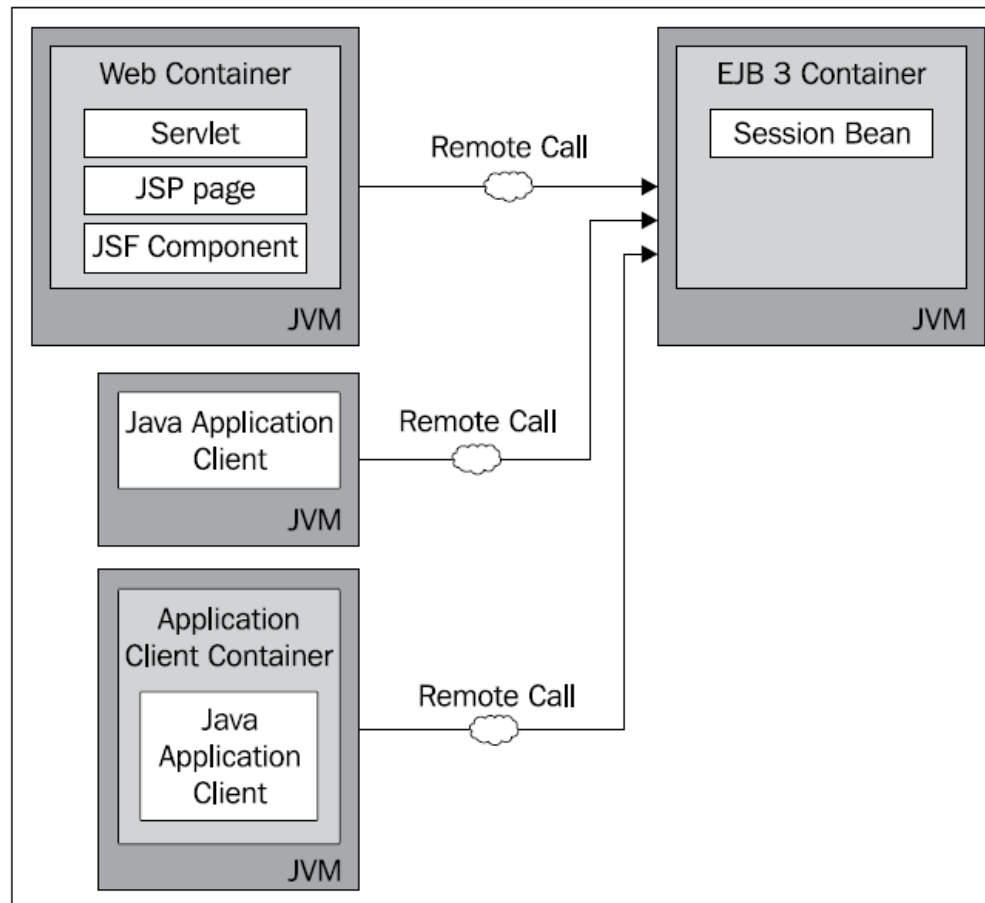 Web Container
Servlet
JSP page
JSF Component
JVM
Remote Call
EJB 3 Container
Session Bean
JVM
Java Application
Client
JVM
Remote Call
Application
Client Container
Java
Application
Client
JVM
Remote Call